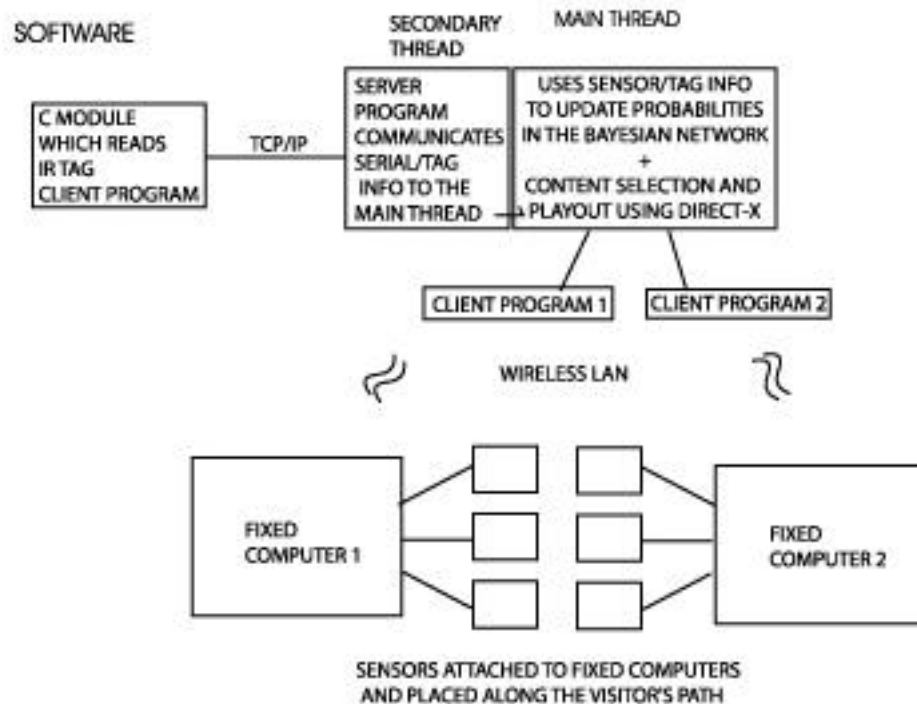 SOFTWARE
SECONDARY
THREAD
MAIN THREAD
C MODULE
WHICH READS
IR TAG
CLIENT PROGRAM
TCP/IP
SERVER
PROGRAM
COMMUNICATES
SERIAL/TAG
INFO TO THE
MAIN THREAD
USES SENSOR/TAG INFO
TO UPDATE PROBABILITIES
IN THE BAYESIAN NETWORK
+
CONTENT SELECTION AND
PLAYOUT USING DIRECT-X
CLIENT PROGRAM 1
CLIENT PROGRAM 2
WIRELESS LAN
FIXED
COMPUTER 1
FIXED
COMPUTER 2
SENSORS ATTACHED TO FIXED COMPUTERS
AND PLACED ALONG THE VISITOR'S PATH